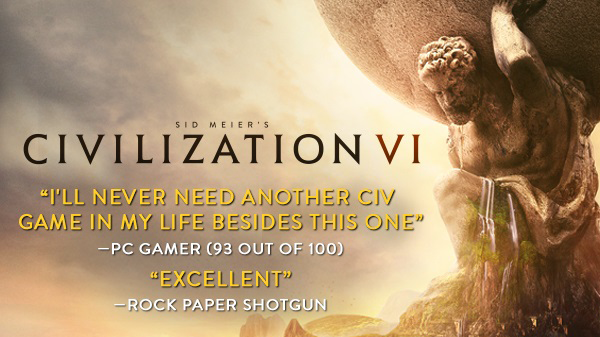 SID MEIER'S
CIVILIZATION VI
“I'LL NEVER NEED ANOTHER CIV
GAME IN MY LIFE BESIDES THIS ONE”
—PC GAMER (93 OUT OF 100)
“EXCELLENT”
—ROCK PAPER SHOTGUN